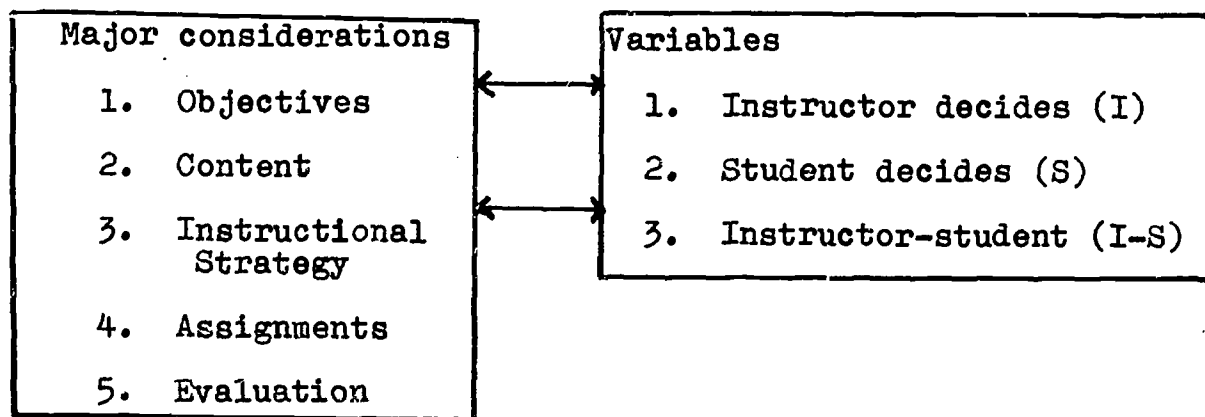 Major considerations
1. Objectives
2. Content
3. Instructional
Strategy
4. Assignments
5. Evaluation
Variables
1. Instructor decides (I)
2. Student decides (S)
3. Instructor-student (I-S)